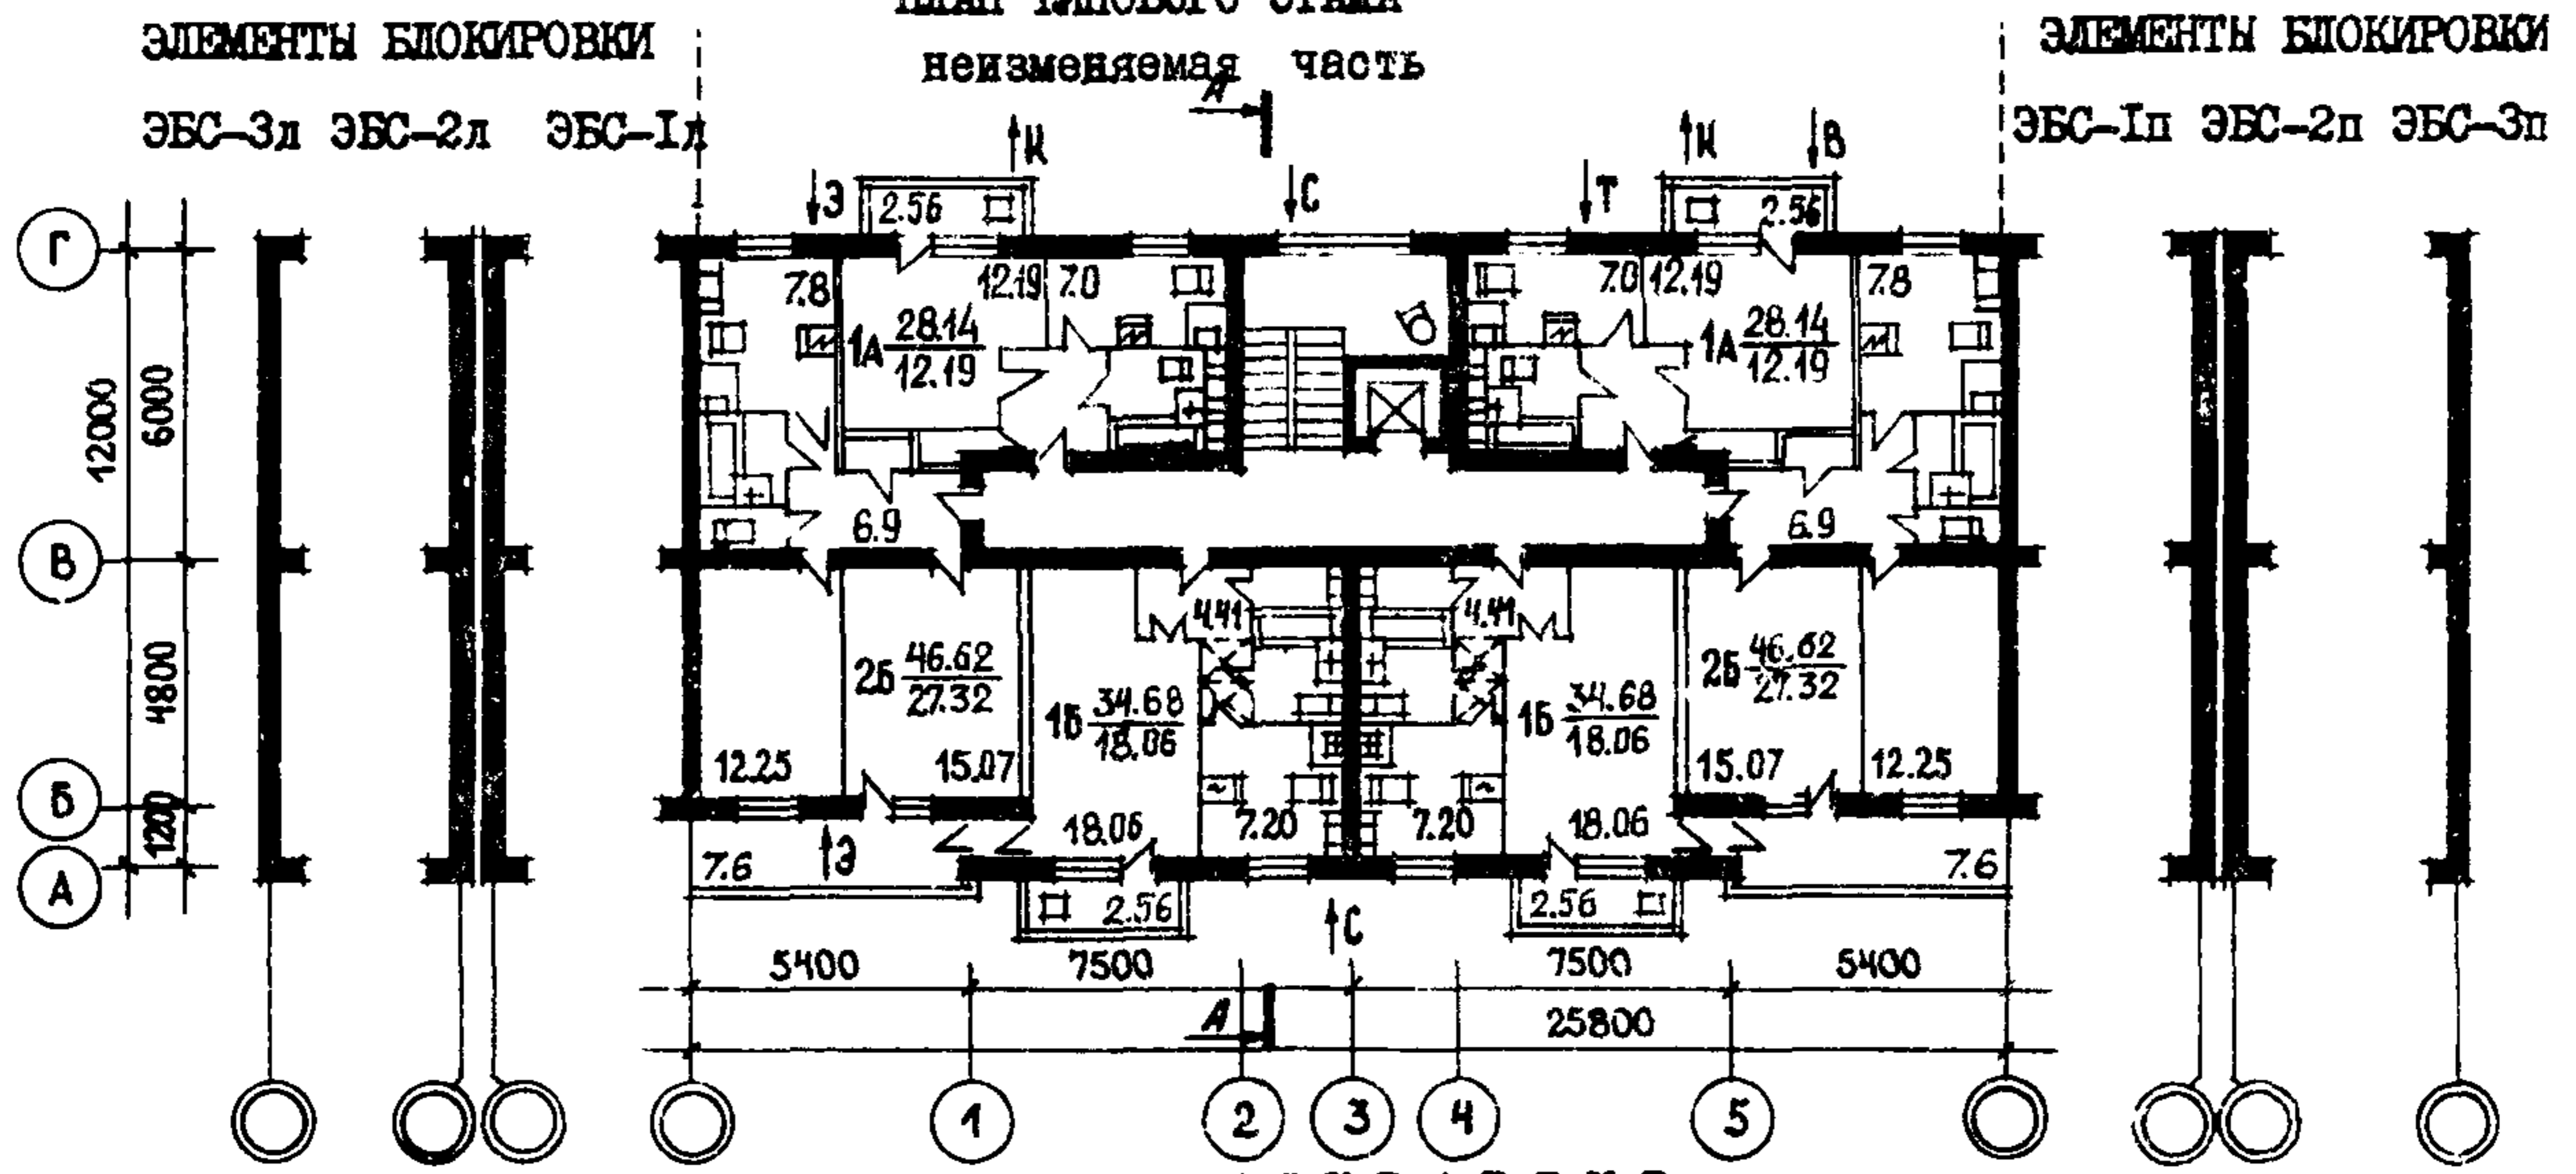 ПЛАН ТИПОВОГО ЭТАЖА
ЭЛЕМЕНТЫ БЛОКИРОВКИ
неизменяемая часть
ЭЛЕМЕНТЫ БЛОКИРОВКИ
ЭБС-3л ЭБС-2л ЭБС-Iл
А
ЭБС-Iп ЭБС-2п ЭБС-3п
К
К
В
Э
С
Т
2.56
2.56
Г
7.8
12.19
7.0
7.0
12.19
7.8
1А 28.14
12.19
1А 28.14
12.19
12000
6000
6.9
6.9
В
4.41
4.41
4800
2Б 46.62
27.32
1Б 34.68
18.06
1Б 34.68
18.06
2Б 46.62
27.32
12.25
15.07
15.07
12.25
Б
1200
18.06
7.20
7.20
18.06
Э
А
7.6
7.6
2.56
2.56
С
5400
7500
7500
5400
А
25800
1
2
3
4
5